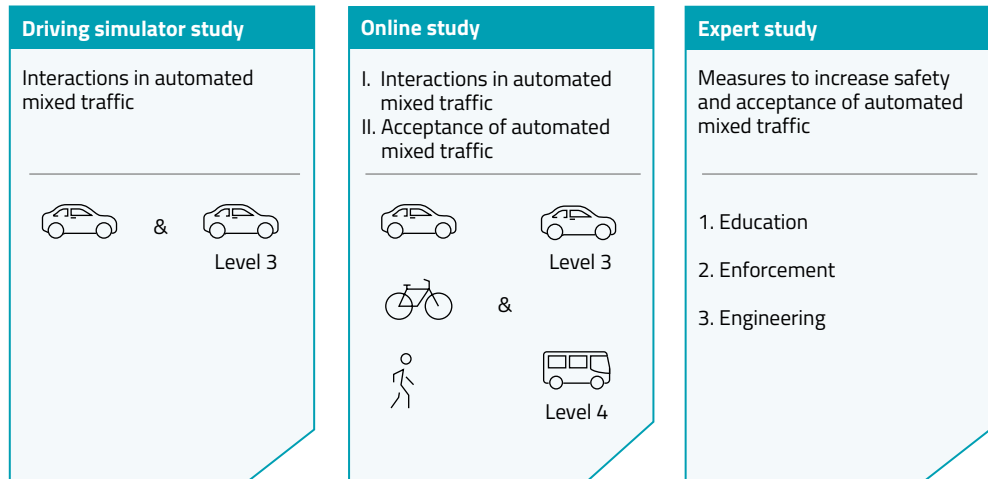 Driving simulator study
Interactions in automated
mixed traffic
&
Level 3
Online study
I. Interactions in automated
mixed traffic
II. Acceptance of automated
mixed traffic
Level 3
&
Level 4
Expert study
Measures to increase safety
and acceptance of automated
mixed traffic
1. Education
2. Enforcement
3. Engineering